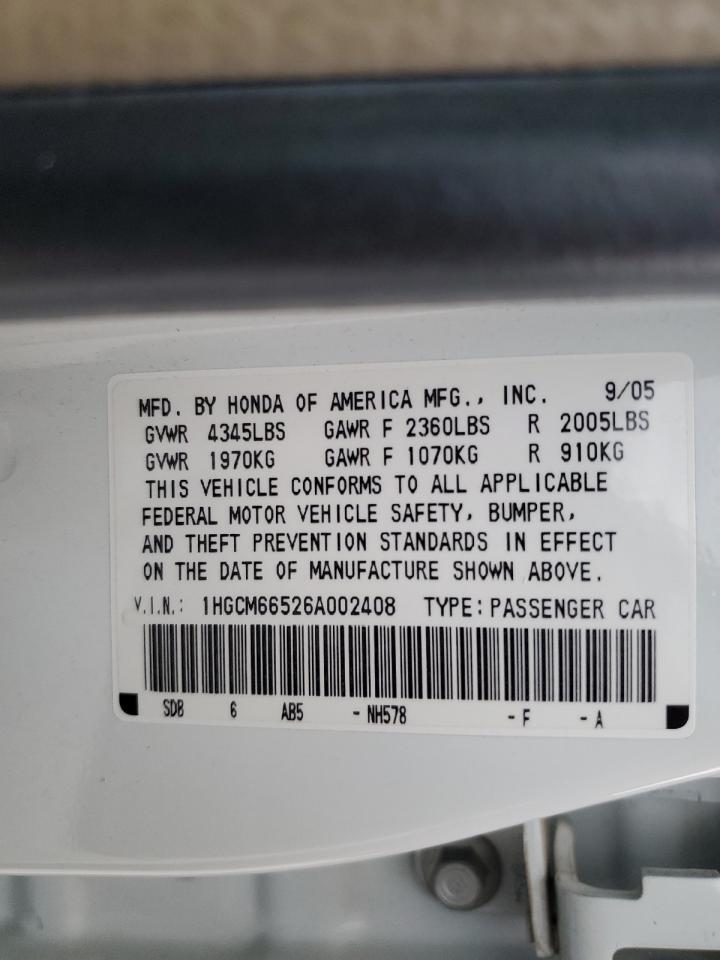 MFD. BY HONDA OF AMERICA MFG., INC. 9/05
GVWR 4345LBS GAWR F 2360LBS R 2005LBS
GVWR 1970KG GAWR F 1070KG R 910KG
THIS VEHICLE CONFORMS TO ALL APPLICABLE
FEDERAL MOTOR VEHICLE SAFETY, BUMPER,
AND THEFT PREVENTION STANDARDS IN EFFECT
ON THE DATE OF MANUFACTURE SHOWN ABOVE.
V.I.N.: 1HGCM66526A002408 TYPE: PASSENGER CAR
SDB 6 AB5 - NH578 - F - A